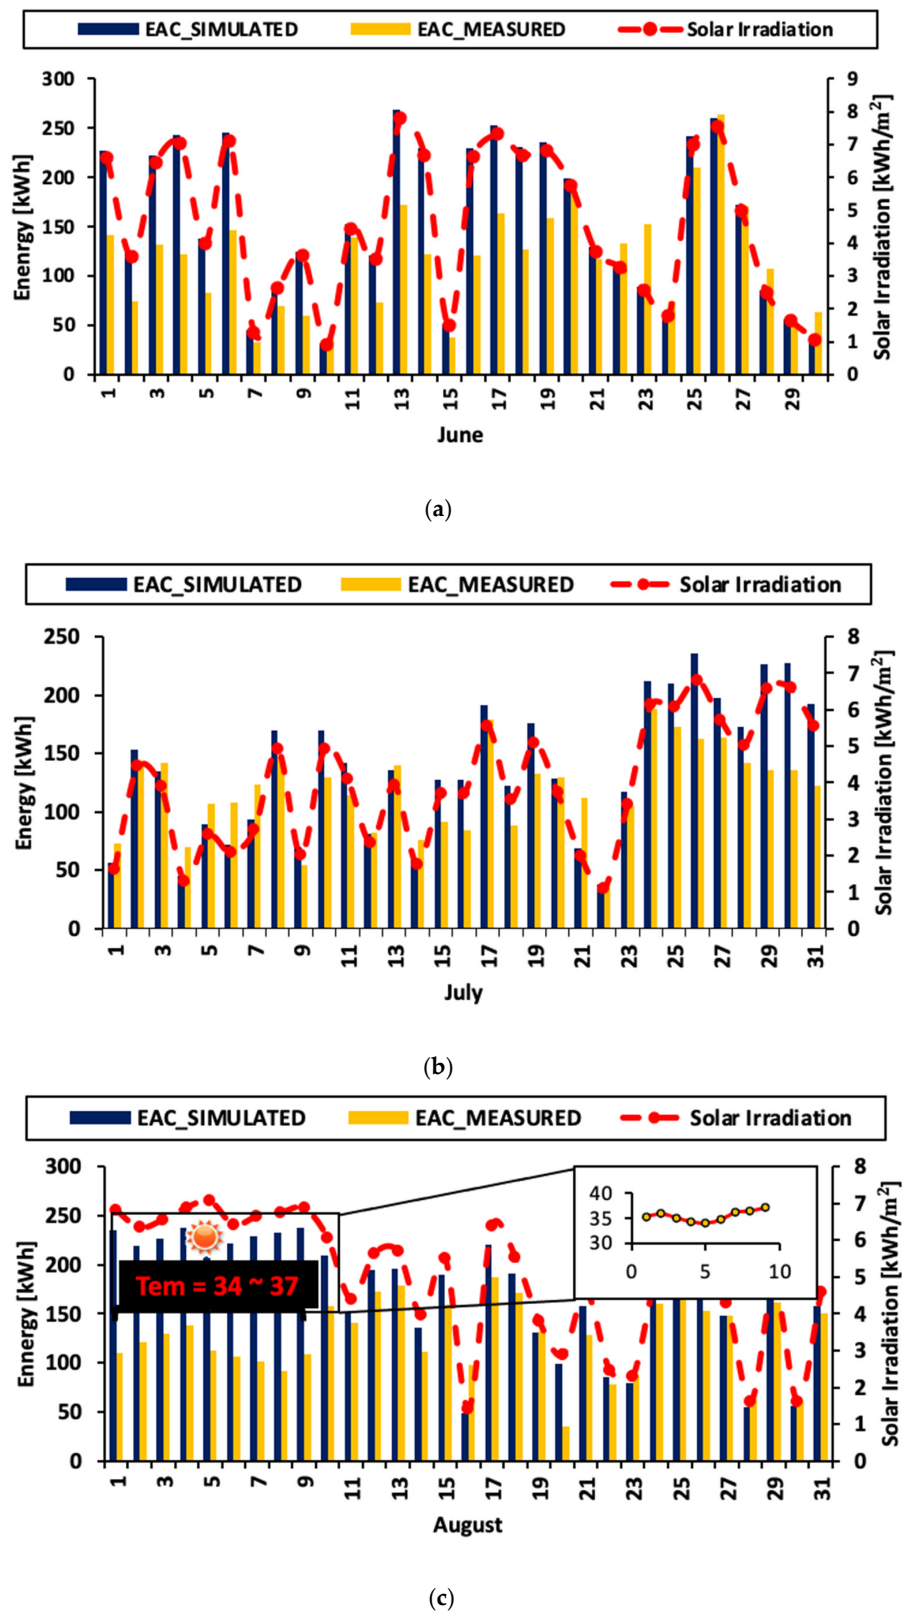 EAC_SIMULATED EAC_MEASURED Solar Irradiation
300 250 200 150 100 50 0
Enenrgy [kWh]
9 8 7 6 5 4 3 2 1 0
Solar Irradiation [kWh/m²]
1 3 5 7 9 11 13 15 17 19 21 23 25 27 29
June
(a)
EAC_SIMULATED EAC_MEASURED Solar Irradiation
250 200 150 100 50 0
Energy [kWh]
8 7 6 5 4 3 2 1 0
Solar Irradiation [kWh/m²]
1 3 5 7 9 11 13 15 17 19 21 23 25 27 29 31
July
(b)
EAC_SIMULATED EAC_MEASURED Solar Irradiation
300 250 200 150 100 50 0
Ennergy [kWh]
Tem = 34 ~ 37
40
35
30
0 5 10
8 7 6 5 4 3 2 1 0
Solar Irradiation [kWh/m²]
1 3 5 7 9 11 13 15 17 19 21 23 25 27 29 31
August
(c)